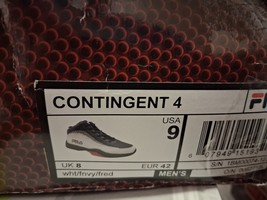 CONTINGENT 4
FILA
USA
9
UK 8
EUR 42
wht/fnvy/fred
MEN'S